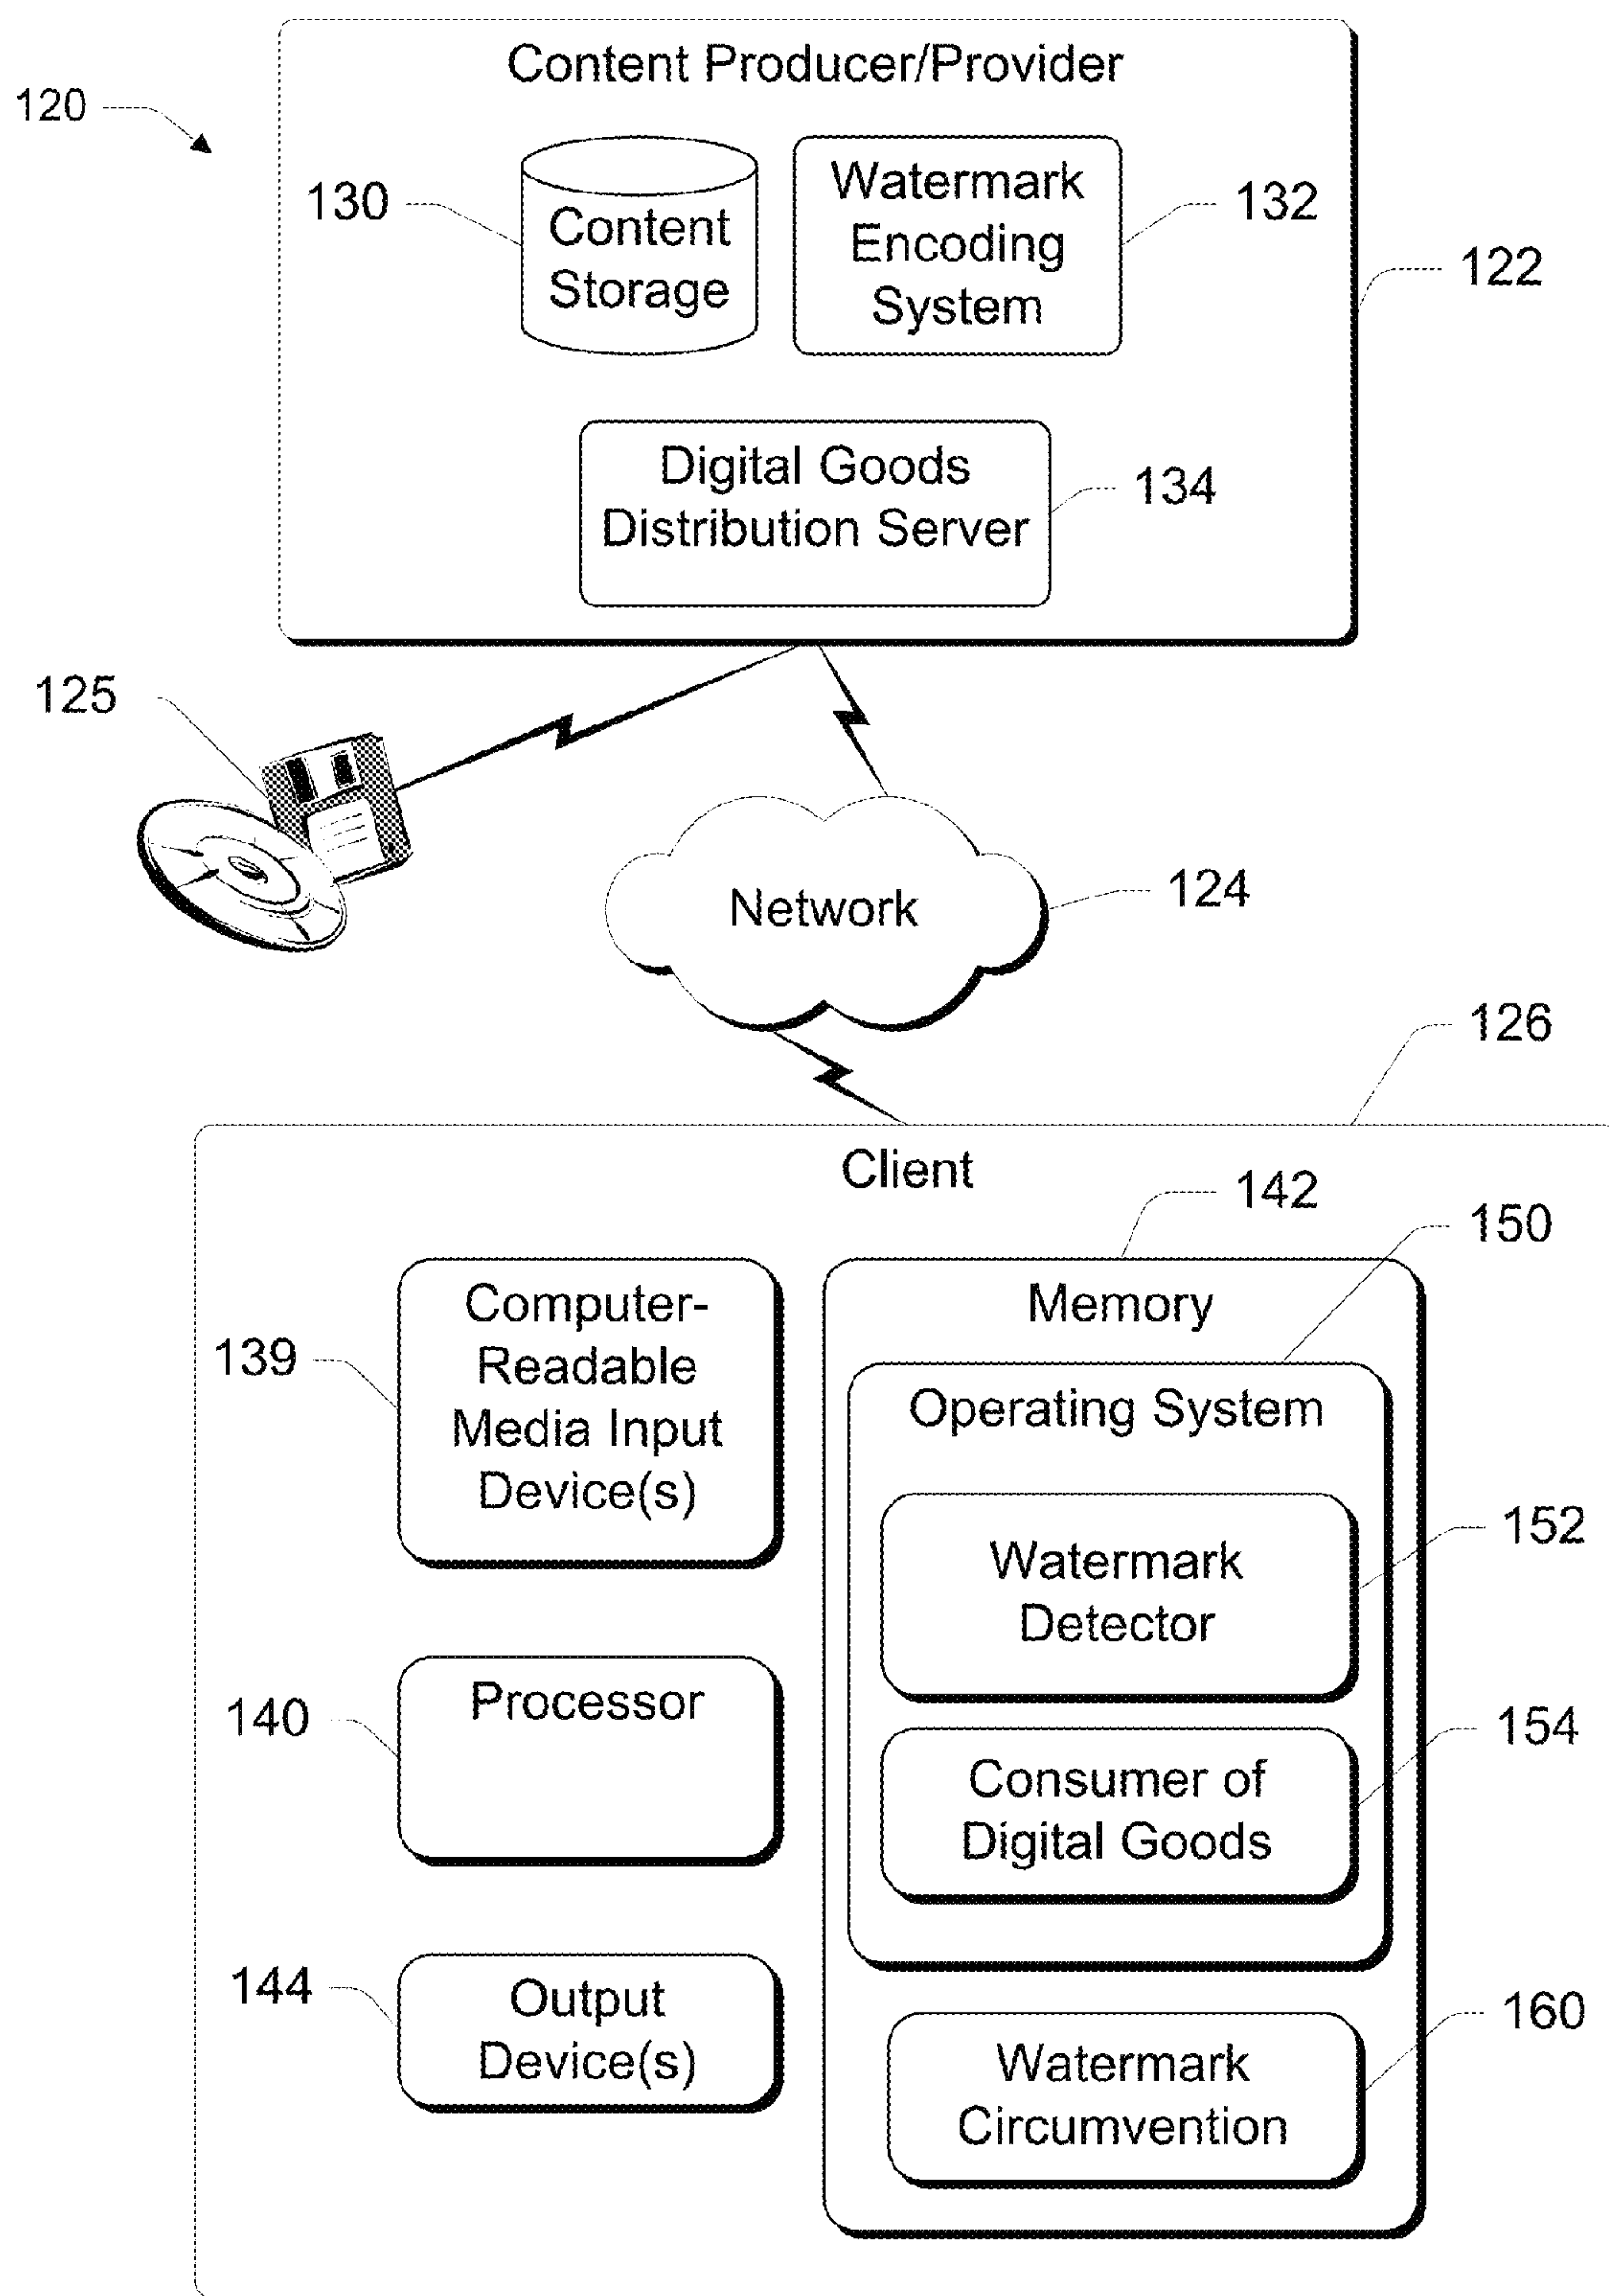 Content Producer/Provider
120
130
Content
Storage
Watermark
Encoding
System
132
122
Digital Goods
Distribution Server
134
125
Network
124
126
Client
142
150
Computer-
Readable
Media Input
Device(s)
139
Memory
Operating System
Watermark
Detector
152
Processor
140
154
Consumer of
Digital Goods
144
Output
Device(s)
160
Watermark
Circumvention